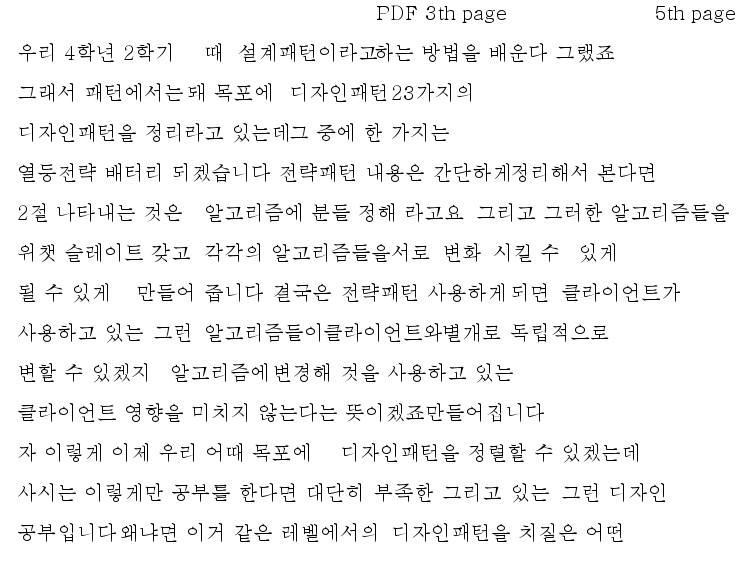 PDF 3th page 5th page
우리 4학년 2학기 때 설계패턴이라고하는 방법을 배운다 그랬죠
그래서 패턴에서는돼 목포에 디자인패턴23가지의
디자인패턴을 정리라고 있는데그 중에 한 가지는
열등전략 배터리 되겠습니다 전략패턴 내용은 간단하게정리해서 본다면
2절 나타내는 것은 알고리즘에 분들 정해 라고요 그리고 그러한 알고리즘들을
위챗 슬레이트 갖고 각각의 알고리즘들을서로 변화 시킬 수 있게
될 수 있게 만들어 줍니다 결국은 전략패턴 사용하게되면 클라이언트가
사용하고 있는 그런 알고리즘들이클라이언트와별개로 독립적으로
변할 수 있겠지 알고리즘에변경해 것을 사용하고 있는
클라이언트 영향을 미치지 않는다는 뜻이겠죠만들어집니다
자 이렇게 이제 우리 어때 목포에 디자인패턴을 정렬할 수 있겠는데
사시는 이렇게만 공부를 한다면 대단히 부족한 그리고 있는 그런 디자인
공부입니다왜냐면 이거 같은 레벨에서의 디자인패턴을 치질은 어떤